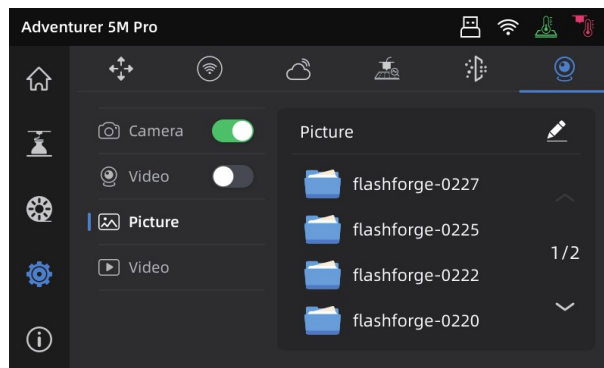 Adventurer 5M Pro
Camera
Video
Picture
Video
Picture
flashforge-0227
flashforge-0225
flashforge-0222
flashforge-0220
1/2